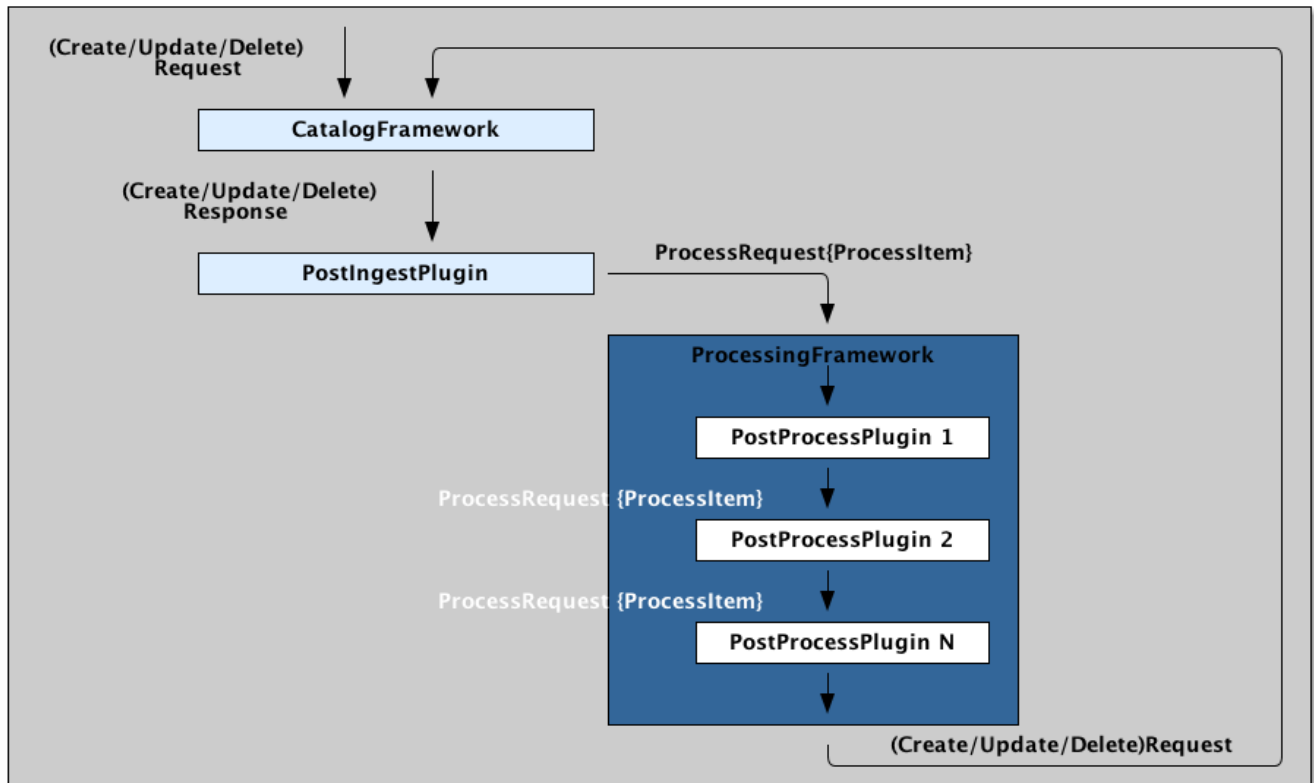 (Create/Update/Delete)
Request
CatalogFramework
(Create/Update/Delete)
Response
PostIngestPlugin
ProcessRequest{ProcessItem}
ProcessingFramework
PostProcessPlugin 1
ProcessRequest {ProcessItem}
PostProcessPlugin 2
ProcessRequest {ProcessItem}
PostProcessPlugin N
(Create/Update/Delete)Request